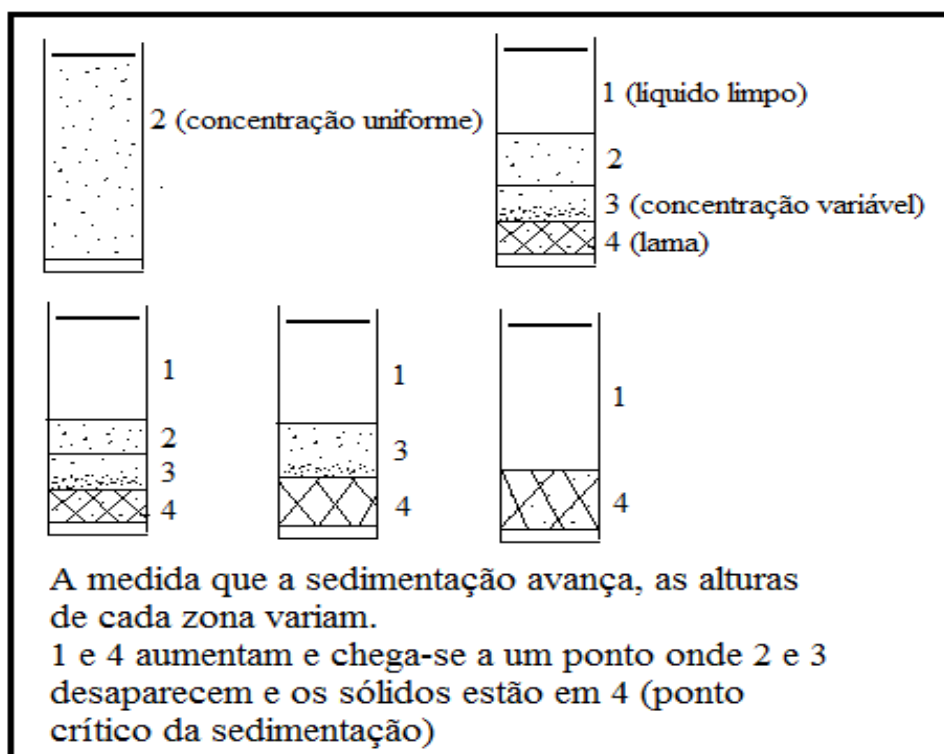 2 (concentração uniforme)
1 (líquido limpo)
2
3 (concentração variável)
4 (lama)
1
2
3
4
1
3
4
1
4
A medida que a sedimentação avança, as alturas
de cada zona variam.
1 e 4 aumentam e chega-se a um ponto onde 2 e 3
desaparecem e os sólidos estão em 4 (ponto
crítico da sedimentação)